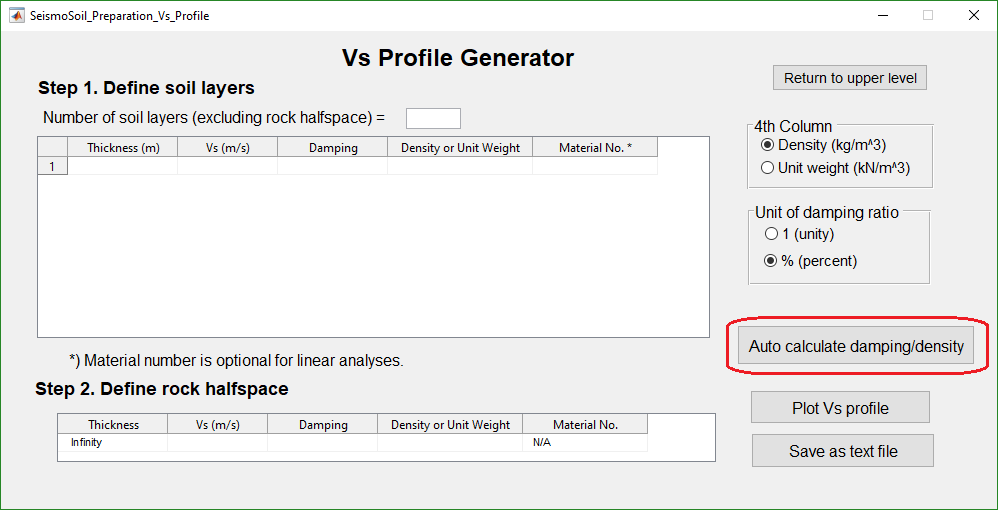 SeismoSoil_Preparation_Vs_Profile
Vs Profile Generator
Return to upper level
Step 1. Define soil layers
Number of soil layers (excluding rock halfspace) =
Thickness (m) Vs (m/s) Damping Density or Unit Weight Material No. *
1
4th Column
Density (kg/m^3)
Unit weight (kN/m^3)
Unit of damping ratio
1 (unity)
% (percent)
Auto calculate damping/density
*) Material number is optional for linear analyses.
Step 2. Define rock halfspace
Thickness Vs (m/s) Damping Density or Unit Weight Material No.
Infinity N/A
Plot Vs profile
Save as text file